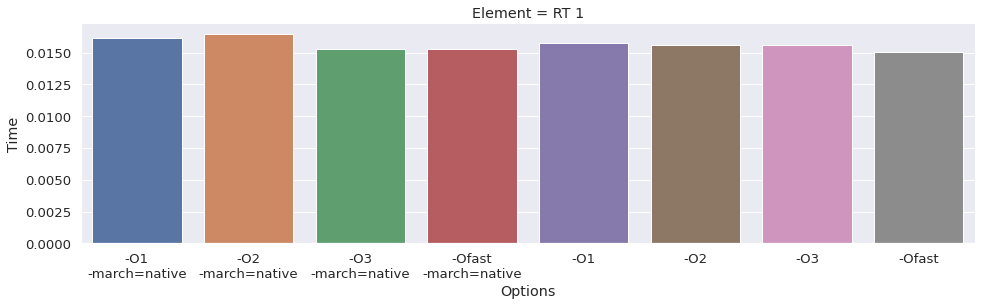 Element = RT 1
Time
0.0150
0.0125
0.0100
0.0075
0.0050
0.0025
0.0000
-O1
-march=native
-O2
-march=native
-O3
-march=native
-Ofast
-march=native
-O1
-O2
-O3
-Ofast
Options